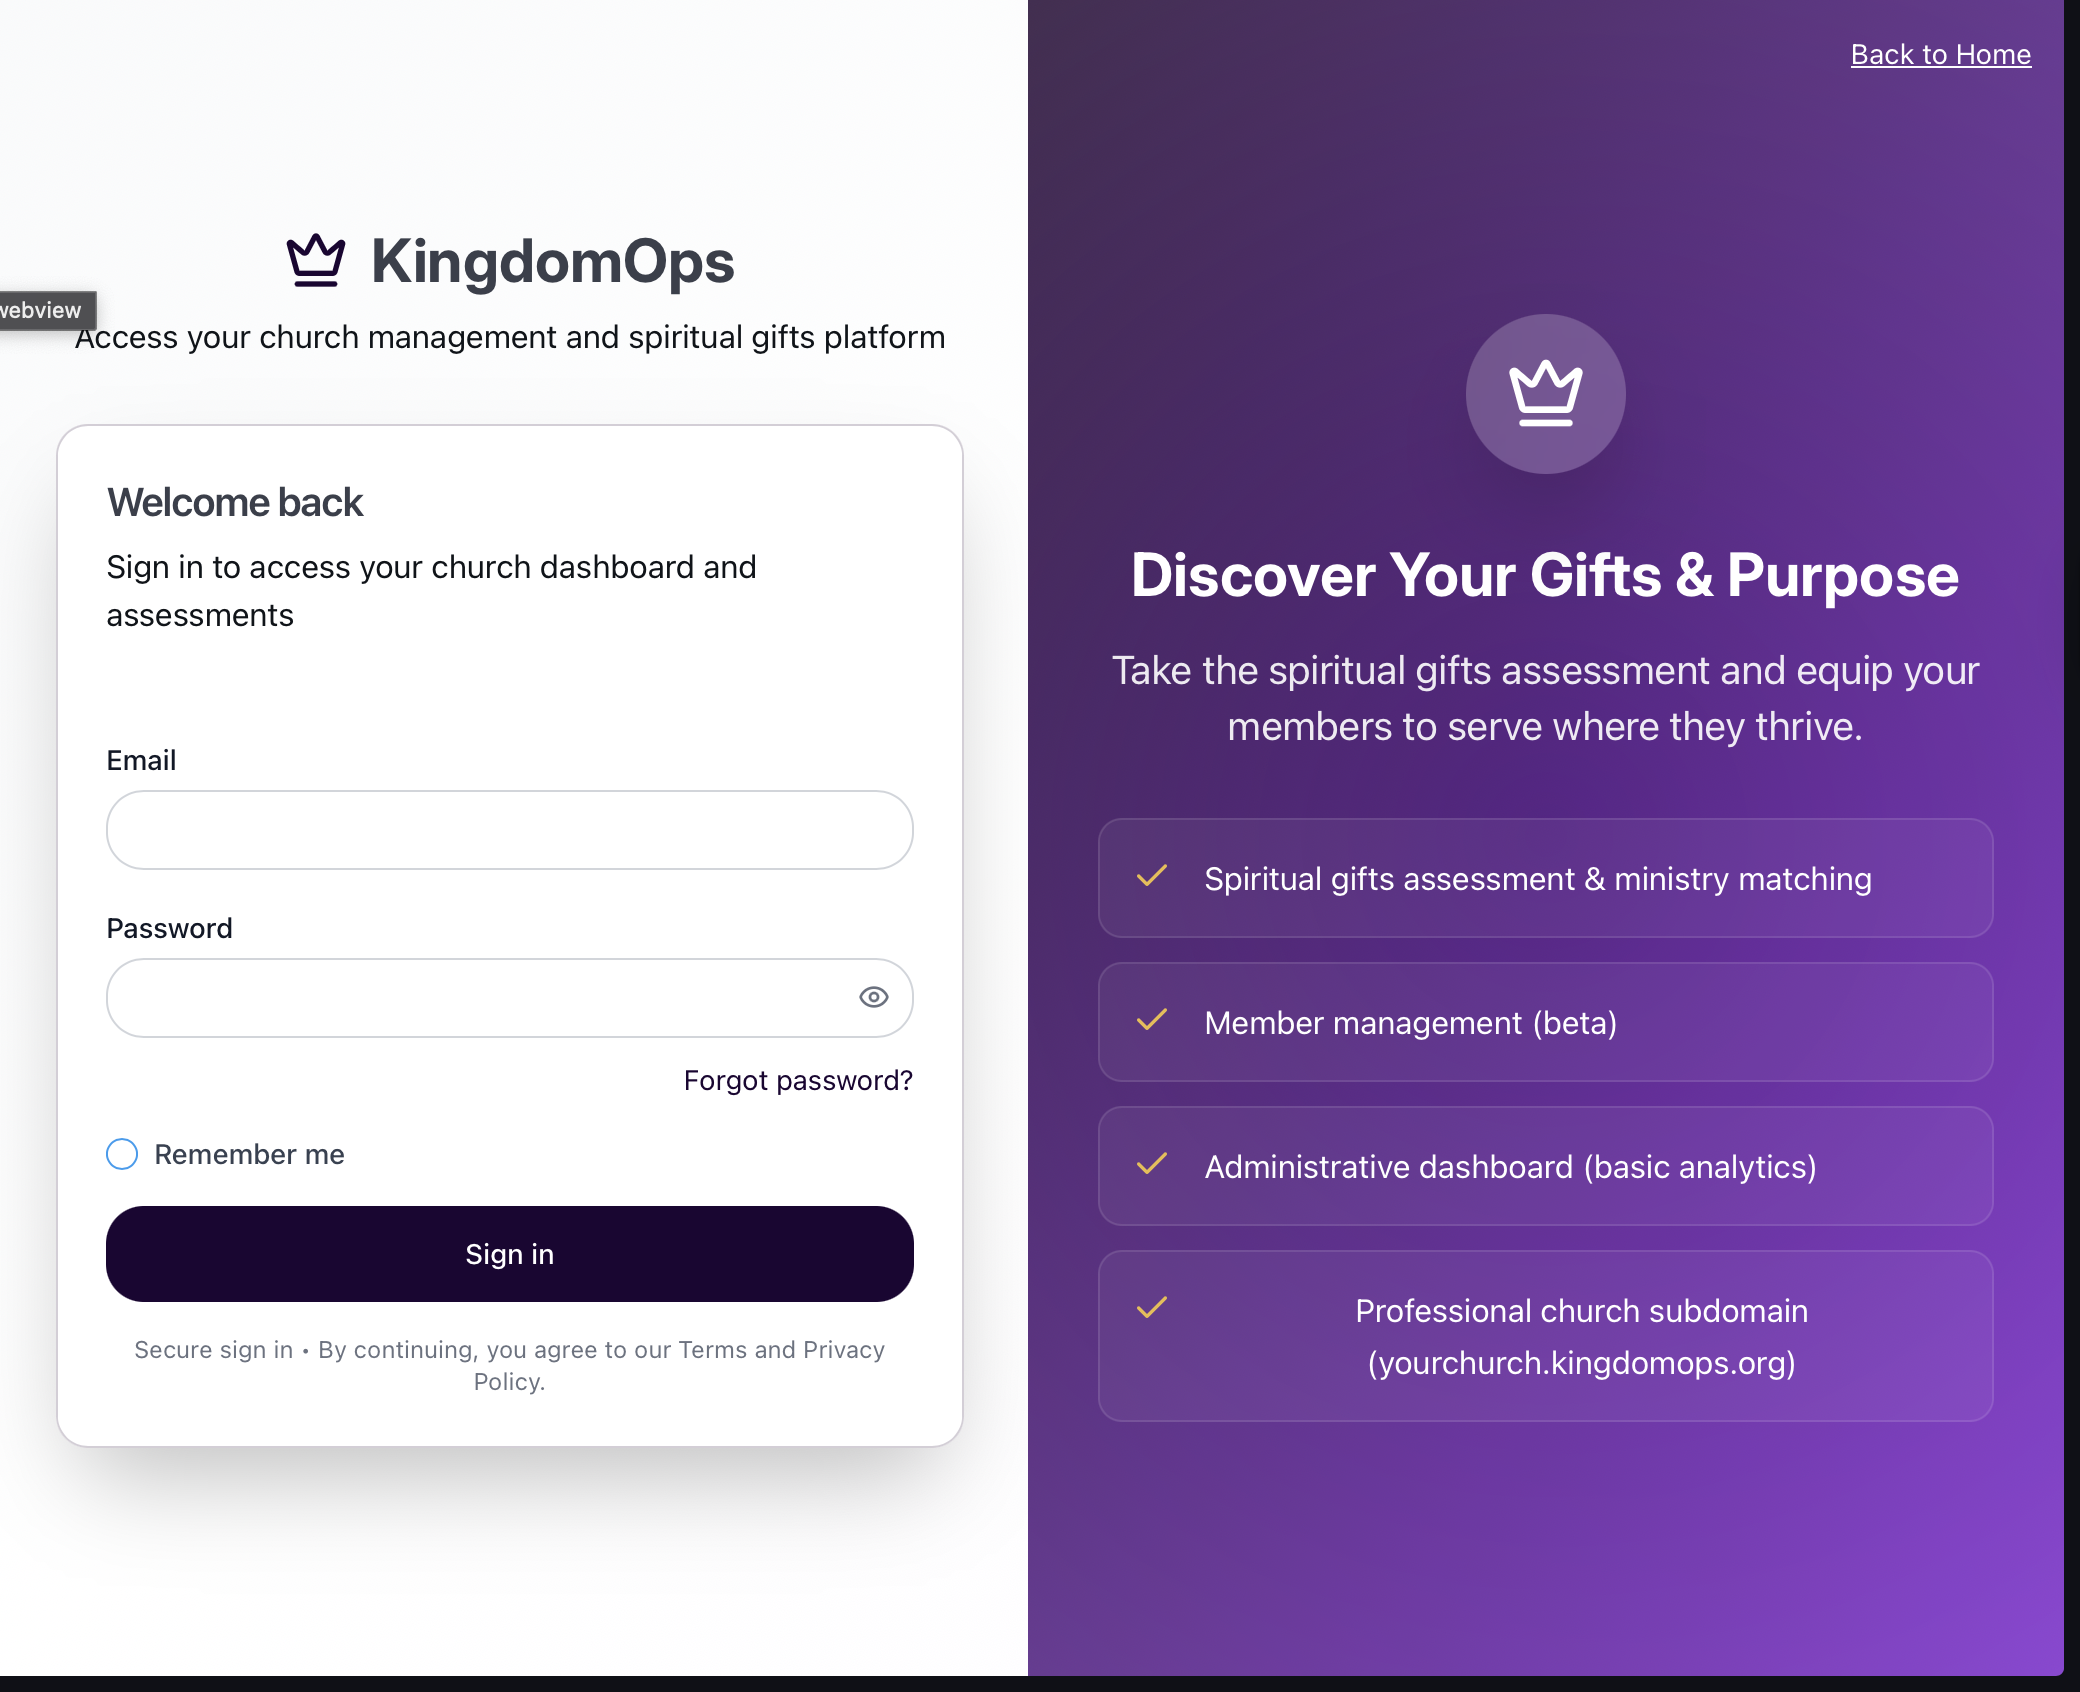 Back to Home
KingdomOps
webview
Access your church management and spiritual gifts platform
Welcome back
Sign in to access your church dashboard and
assessments
Email
Password
Forgot password?
Remember me
Sign in
Secure sign in • By continuing, you agree to our Terms and Privacy
Policy.
Discover Your Gifts & Purpose
Take the spiritual gifts assessment and equip your
members to serve where they thrive.
Spiritual gifts assessment & ministry matching
Member management (beta)
Administrative dashboard (basic analytics)
Professional church subdomain
(yourchurch.kingdomops.org)